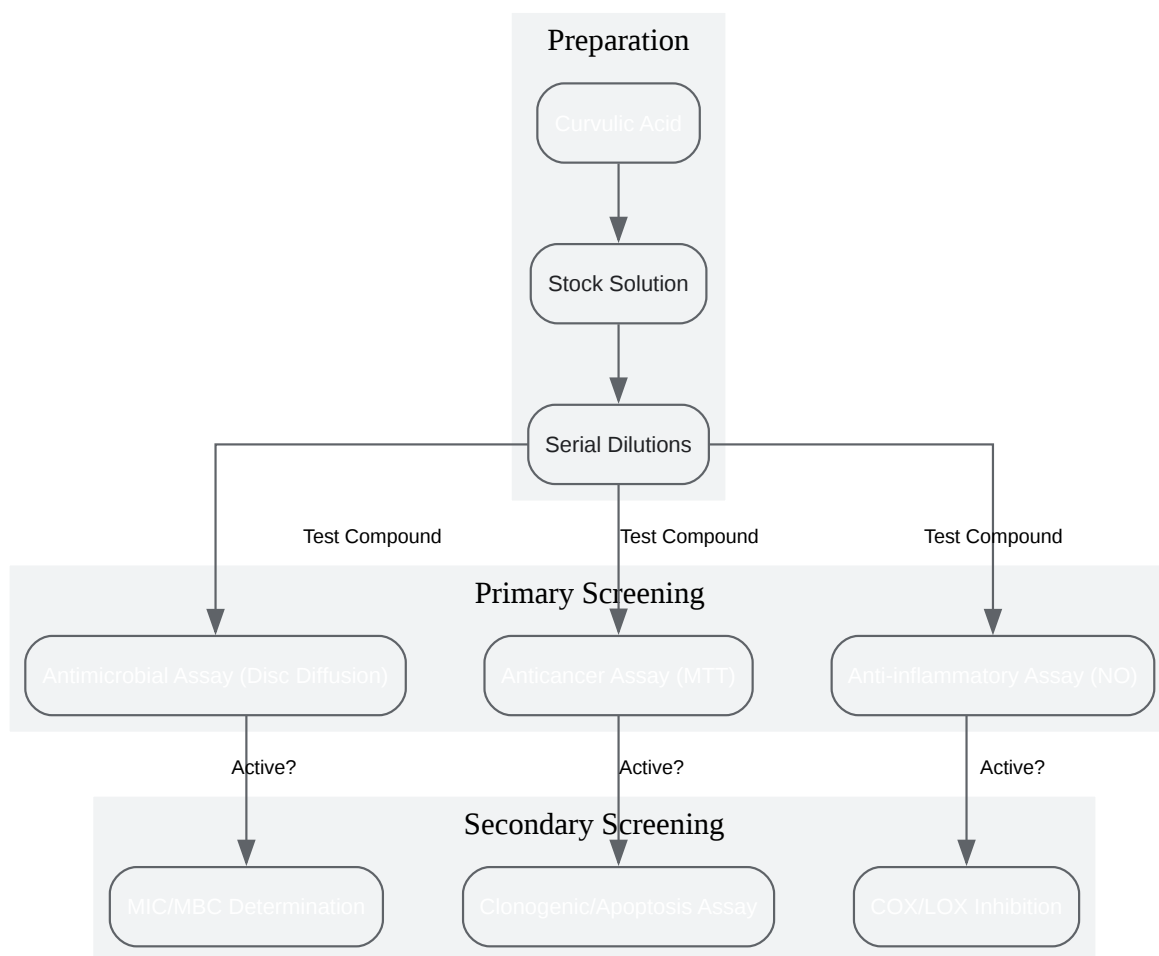 Preparation
Curvulic Acid
Stock Solution
Serial Dilutions
Test Compound
Test Compound
Test Compound
Primary Screening
Antimicrobial Assay (Disc Diffusion)
Anticancer Assay (MTT)
Anti-inflammatory Assay (NO)
Active?
Active?
Active?
Secondary Screening
MIC/MBC Determination
Clonogenic/Apoptosis Assay
COX/LOX Inhibition